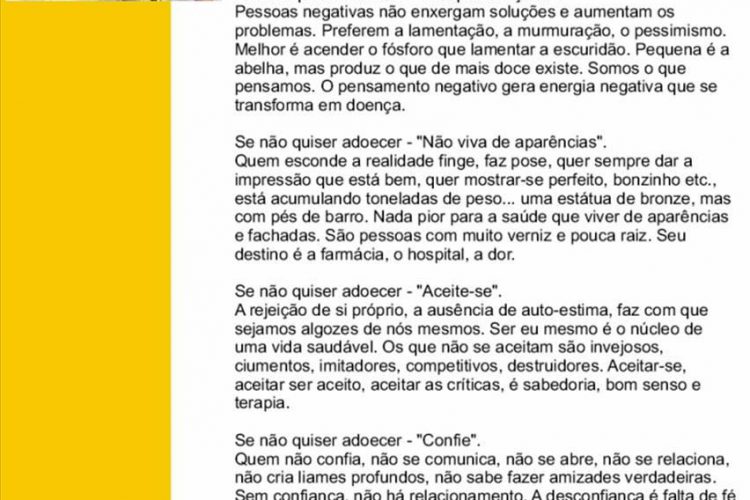 Pessoas negativas não enxergam soluções e aumentam os
problemas. Preferem a lamentação, a murmuração, o pessimismo.
Melhor é acender o fósforo que lamentar a escuridão. Pequena é a
abelha, mas produz o que de mais doce existe. Somos o que
pensamos. O pensamento negativo gera energia negativa que se
transforma em doença.
Se não quiser adoecer - "Não viva de aparências".
Quem esconde a realidade finge, faz pose, quer sempre dar a
impressão que está bem, quer mostrar-se perfeito, bonzinho etc.,
está acumulando toneladas de peso... uma estátua de bronze, mas
com pés de barro. Nada pior para a saúde que viver de aparências
e fachadas. São pessoas com muito verniz e pouca raiz. Seu
destino é a farmácia, o hospital, a dor.
Se não quiser adoecer - "Aceite-se".
A rejeição de si próprio, a ausência de auto-estima, faz com que
sejamos algozes de nós mesmos. Ser eu mesmo é o núcleo de
uma vida saudável. Os que não se aceitam são invejosos,
ciumentos, imitadores, competitivos, destruidores. Aceitar-se,
aceitar ser aceito, aceitar as críticas, é sabedoria, bom senso e
terapia.
Se não quiser adoecer - "Confie".
Quem não confia, não se comunica, não se abre, não se relaciona,
não cria liames profundos, não sabe fazer amizades verdadeiras.
Sem confiança, não há relacionamento. A desconfiança é falta de fé